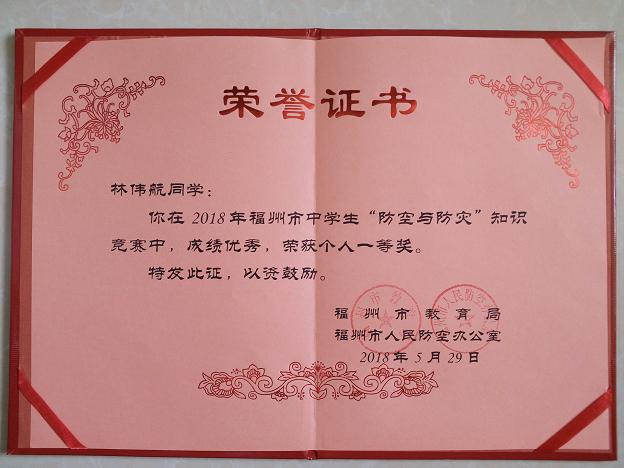 荣誉证书
林伟航同学：
你在2018年福州市中学生“防空与防灾”知识
竞赛中，成绩优秀，荣获个人一等奖。
特发此证，以资鼓励。
福州市教育局
福州市人民防空办公室
2018年5月29日